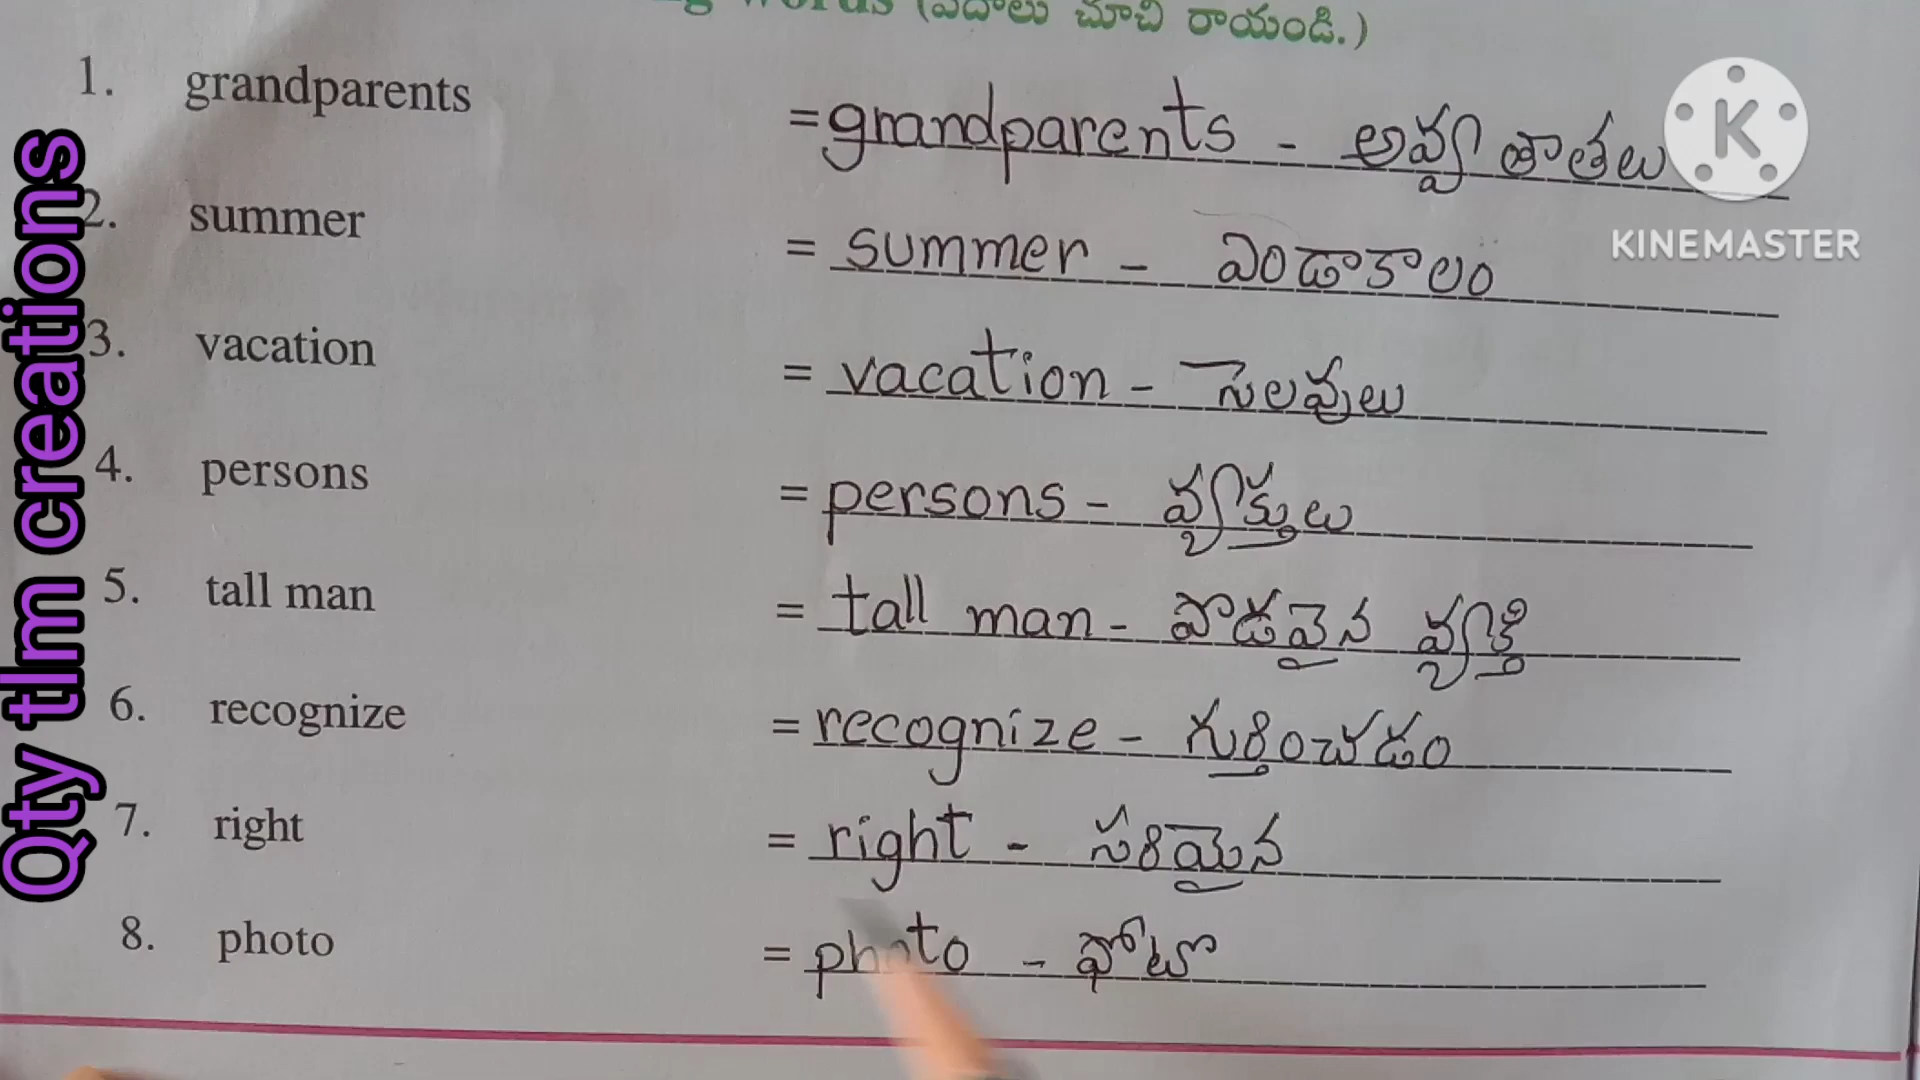 words (పదాలు చూచి రాయండి.)
1. grandparents = grandparents - అవ్వా తాతలు
2. summer = summer - ఎండాకాలం
3. vacation = vacation - సెలవులు
4. persons = persons - వ్యక్తులు
5. tall man = tall man - పొడవైన వ్యక్తి
6. recognize = recognize - గుర్తించడం
7. right = right - సరియైన
8. photo = photo - ఫోటో
KINEMASTER
Qty tlm creations